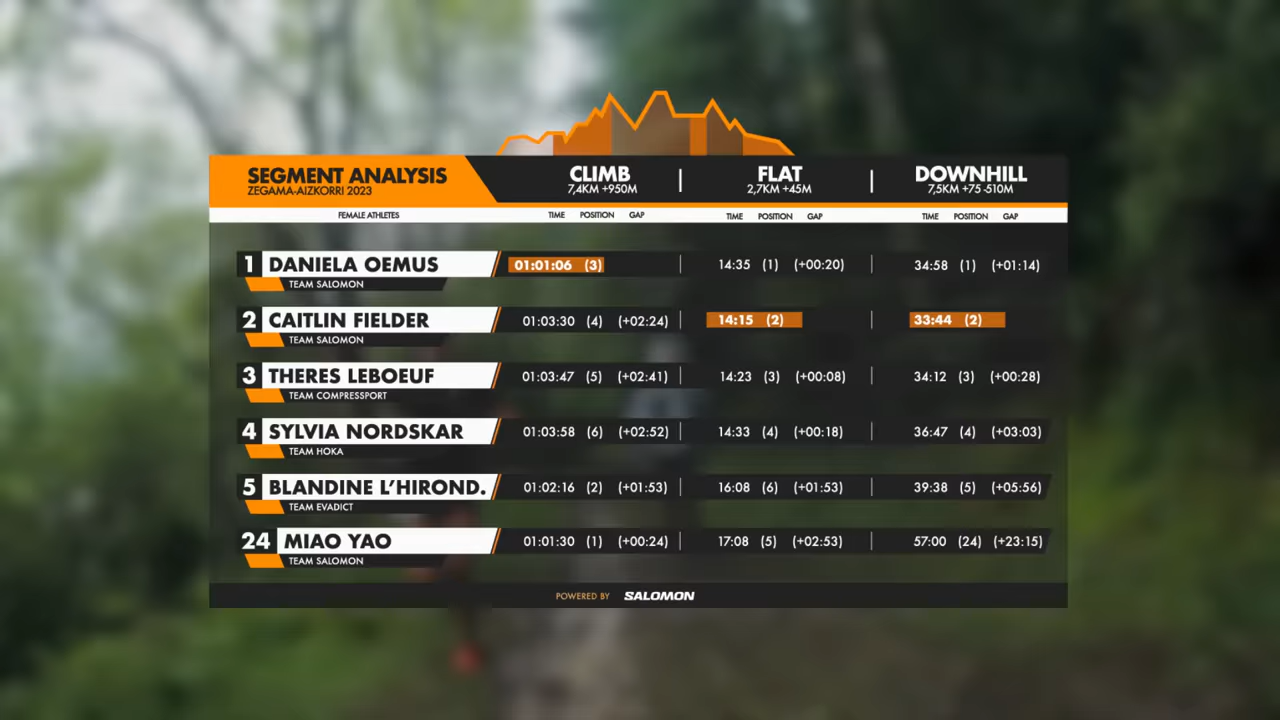 SEGMENT ANALYSIS
ZEGAMA-AIZKORRI 2023
CLIMB
7,4KM +950M
FLAT
2,7KM +45M
DOWNHILL
7,5KM +75 -510M
FEMALE ATHLETES TIME POSITION GAP TIME POSITION GAP TIME POSITION GAP
1 DANIELA OEMUS 01:01:06 (3) 14:35 (1) (+00:20) 34:58 (1) (+01:14)
TEAM SALOMON
2 CAITLIN FIELDER 01:03:30 (4) (+02:24) 14:15 (2) 33:44 (2)
TEAM SALOMON
3 THERES LEBOEUF 01:03:47 (5) (+02:41) 14:23 (3) (+00:08) 34:12 (3) (+00:28)
TEAM COMPRESSPORT
4 SYLVIA NORDSKAR 01:03:58 (6) (+02:52) 14:33 (4) (+00:18) 36:47 (4) (+03:03)
TEAM HOKA
5 BLANDINE L'HIROND. 01:02:16 (2) (+01:53) 16:08 (6) (+01:53) 39:38 (5) (+05:56)
TEAM EVADICT
24 MIAO YAO 01:01:30 (1) (+00:24) 17:08 (5) (+02:53) 57:00 (24) (+23:15)
TEAM SALOMON
POWERED BY SALOMON